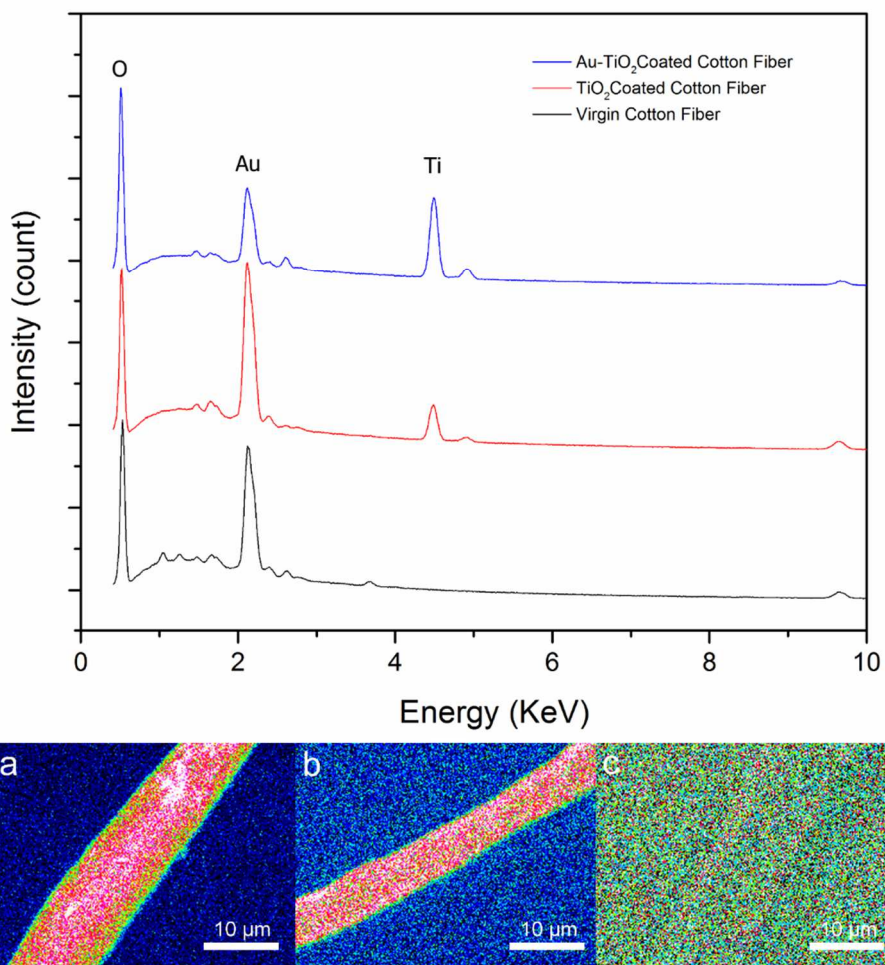 O
Au
Ti
Au-TiO₂Coated Cotton Fiber
TiO₂Coated Cotton Fiber
Virgin Cotton Fiber
Intensity (count)
0 2 4 6 8 10
Energy (KeV)
a b c
10 µm 10 µm 10 µm